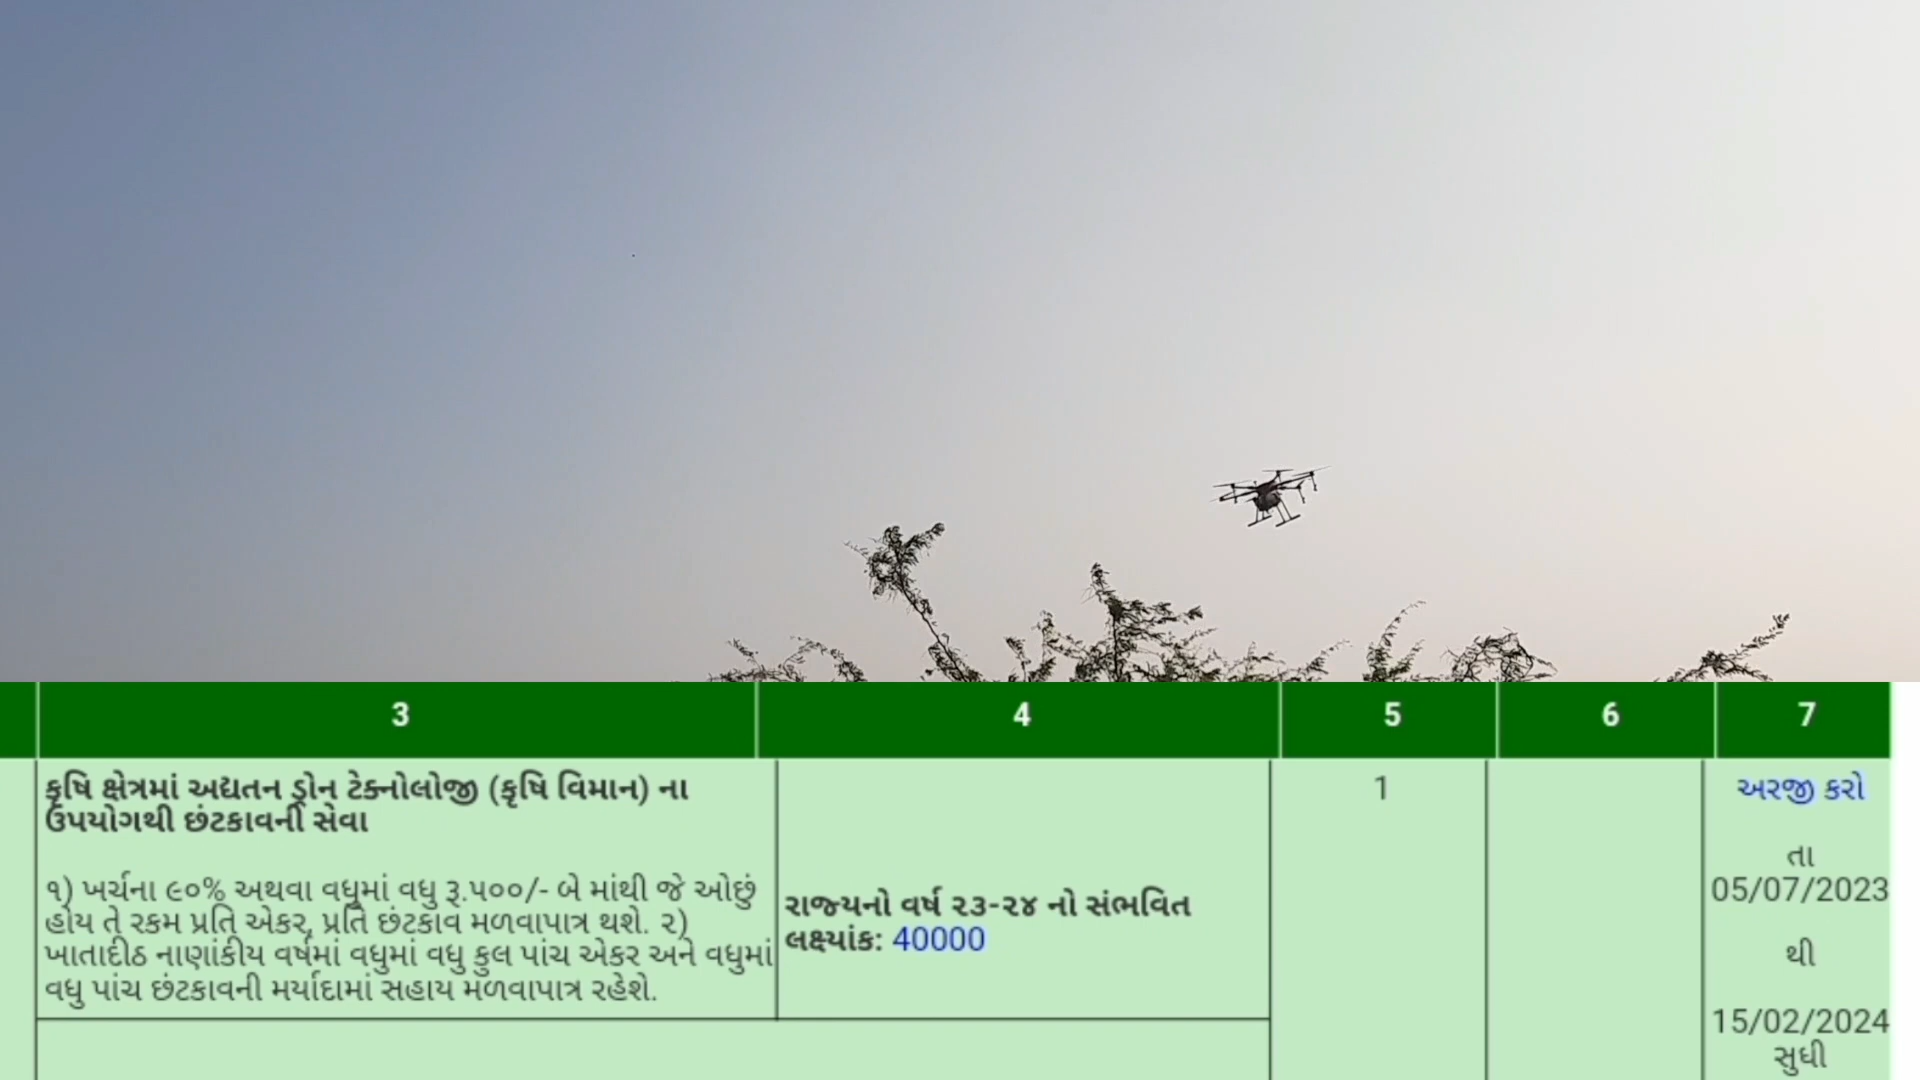 3 4 5 6 7
કૃષિ ક્ષેત્રમાં અદ્યતન ડ્રોન ટેક્નોલોજી (કૃષિ વિમાન) ના
ઉપયોગથી છંટકાવની સેવા
૧) ખર્ચના ૯૦% અથવા વધુમાં વધુ રૂ.૫૦૦/- બે માંથી જે ઓછું
હોય તે રકમ પ્રતિ એકર, પ્રતિ છંટકાવ મળવાપાત્ર થશે. ૨)
ખાતાદીઠ નાણાંકીય વર્ષમાં વધુમાં વધુ કુલ પાંચ એકર અને વધુમાં
વધુ પાંચ છંટકાવની મર્યાદામાં સહાય મળવાપાત્ર રહેશે.
રાજ્યનો વર્ષ ૨૩-૨૪ નો સંભવિત
લક્ષ્યાંક: 40000
1
અરજી કરો
તા
05/07/2023
થી
15/02/2024
સુધી